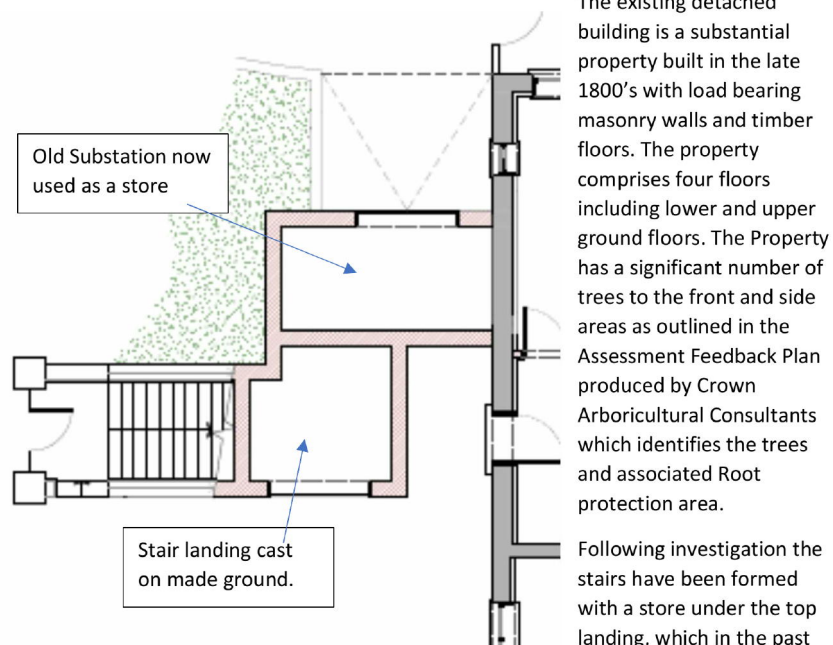 Old Substation now
used as a store
Stair landing cast
on made ground.
The existing detached
building is a substantial
property built in the late
1800’s with load bearing
masonry walls and timber
floors. The property
comprises four floors
including lower and upper
ground floors. The Property
has a significant number of
trees to the front and side
areas as outlined in the
Assessment Feedback Plan
produced by Crown
Arboricultural Consultants
which identifies the trees
and associated Root
protection area.
Following investigation the
stairs have been formed
with a store under the top
landing, which in the past